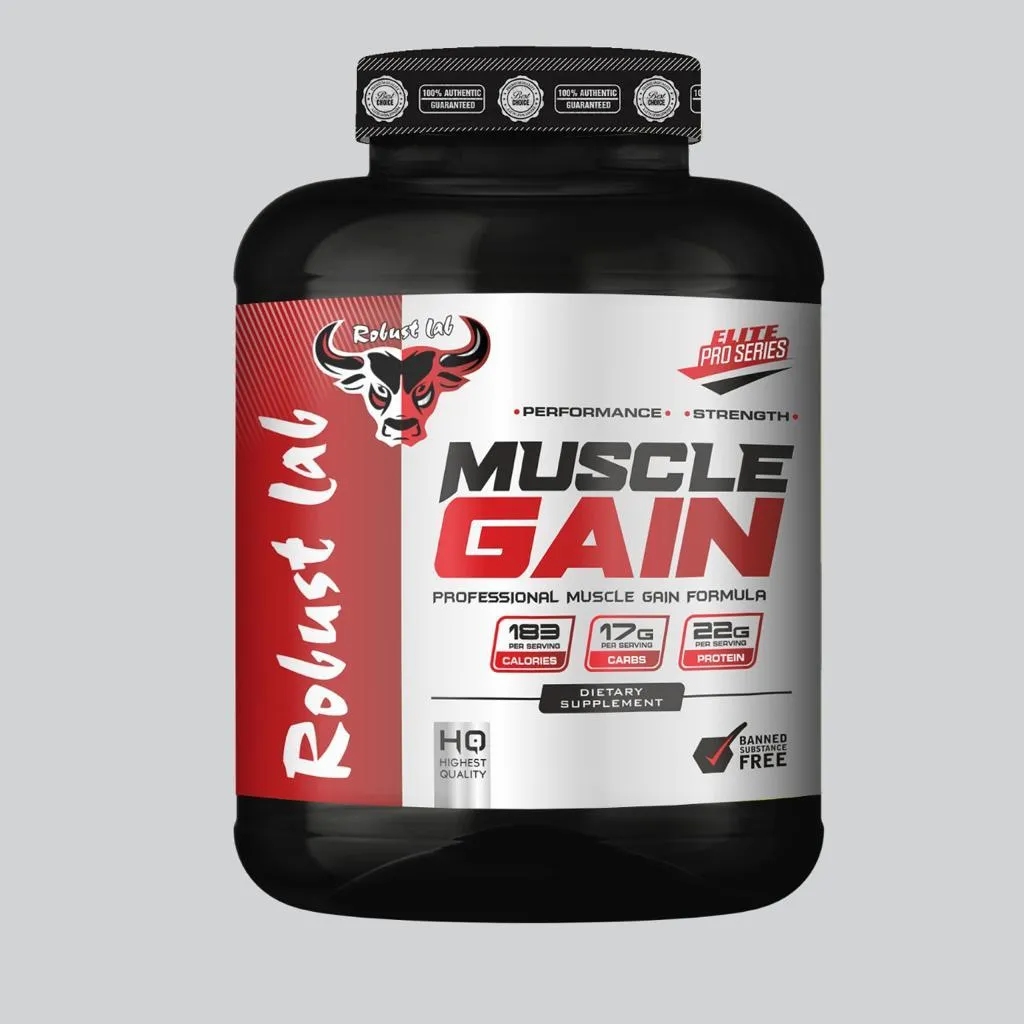 Best CHOICE
100% AUTHENTIC
GUARANTEED
Best CHOICE
100% AUTHENTIC
GUARANTEED
Best CHOICE
Robust lab
Robust lab
ELITE
PRO SERIES
•PERFORMANCE• •STRENGTH•
MUSCLE
GAIN
PROFESSIONAL MUSCLE GAIN FORMULA
183
PER SERVING
CALORIES
17G
PER SERVING
CARBS
22G
PER SERVING
PROTEIN
DIETARY
SUPPLEMENT
HQ
HIGHEST
QUALITY
BANNED
SUBSTANCE
FREE